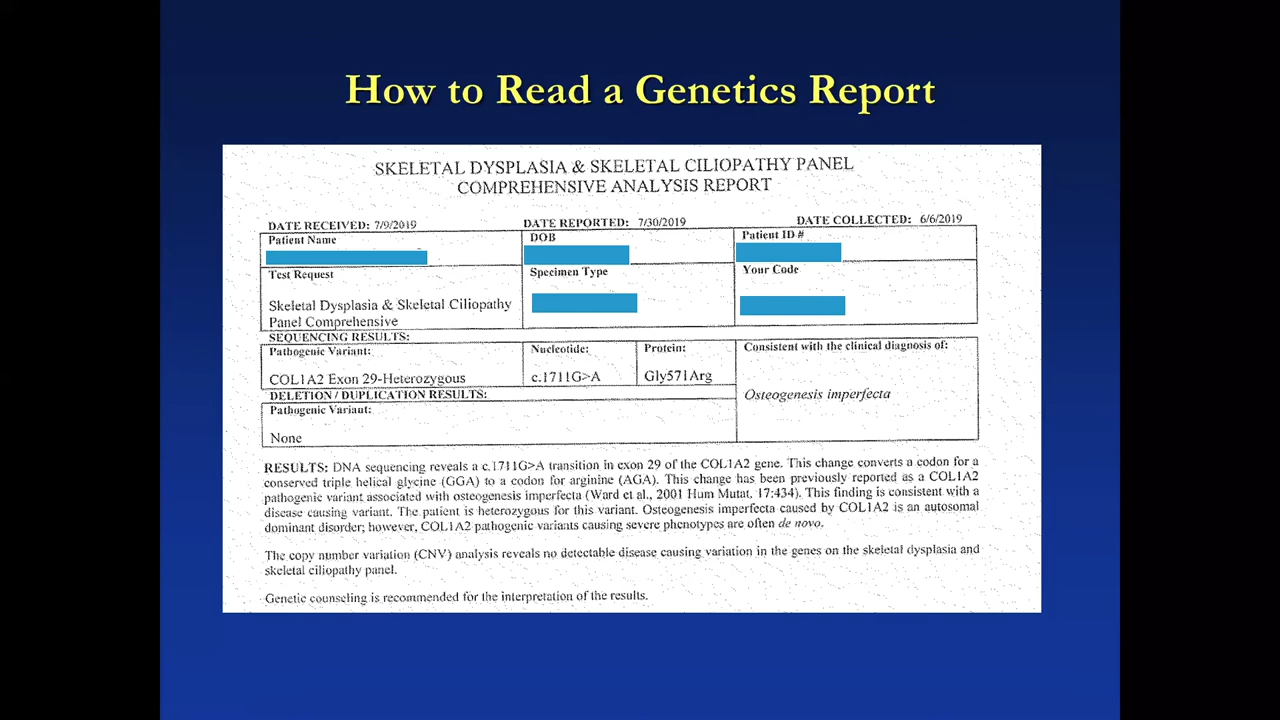 How to Read a Genetics Report
SKELETAL DYSPLASIA & SKELETAL CILIOPATHY PANEL
COMPREHENSIVE ANALYSIS REPORT
DATE RECEIVED: 7/9/2019 DATE REPORTED: 7/30/2019 DATE COLLECTED: 6/6/2019
Patient Name DOB Patient ID #
Test Request Specimen Type Your Code
Skeletal Dysplasia & Skeletal Ciliopathy
Panel Comprehensive
SEQUENCING RESULTS:
Pathogenic Variant: Nucleotide: Protein: Consistent with the clinical diagnosis of:
COL1A2 Exon 29-Heterozygous c.1711G>A Gly571Arg
DELETION / DUPLICATION RESULTS: Osteogenesis imperfecta
Pathogenic Variant:
None
RESULTS: DNA sequencing reveals a c.1711G>A transition in exon 29 of the COL1A2 gene. This change converts a codon for a
conserved triple helical glycine (GGA) to a codon for arginine (AGA). This change has been previously reported as a COL1A2
pathogenic variant associated with osteogenesis imperfecta (Ward et al., 2001 Hum Mutat, 17:434). This finding is consistent with a
disease causing variant. The patient is heterozygous for this variant. Osteogenesis imperfecta caused by COL1A2 is an autosomal
dominant disorder; however, COL1A2 pathogenic variants causing severe phenotypes are often de novo.
The copy number variation (CNV) analysis reveals no detectable disease causing variation in the genes on the skeletal dysplasia and
skeletal ciliopathy panel.
Genetic counseling is recommended for the interpretation of the results.